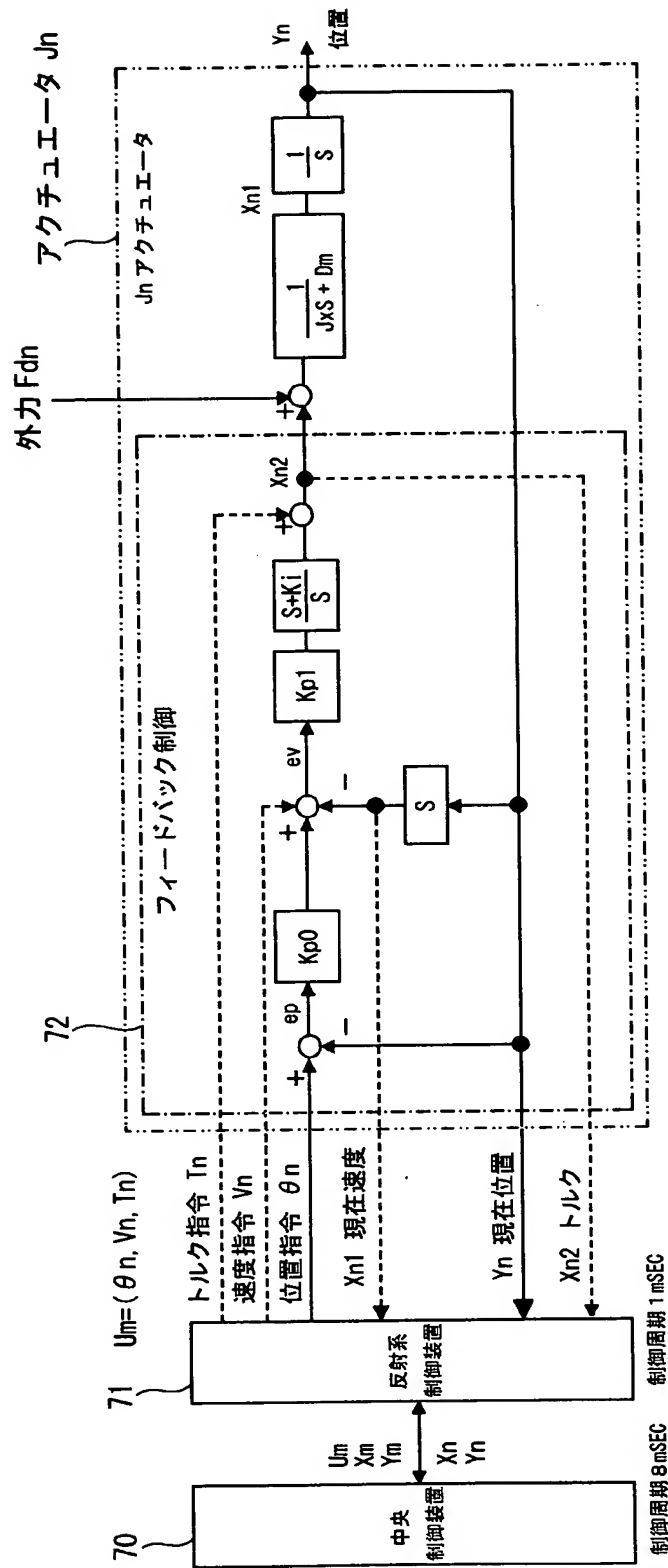 アクチュエータ Jn
Jn アクチュエータ
外力 Fdn
72
フィードバック制御
Um=(θn, Vn, Tn)
71
70
トルク指令 Tn
速度指令 Vn
位置指令 θn
Xn1 現在速度
Yn 現在位置
Xn2 トルク
+
-
ep
Kp0
+
-
ev
Kp1
S+Ki
S
+
Xn2
+
1
JxS + Dm
Xn1
1
S
Yn
位置
S
反射系
制御装置
制御周期 1mSEC
Um
Xm
Ym
Xn
Yn
中央
制御装置
制御周期 8mSEC